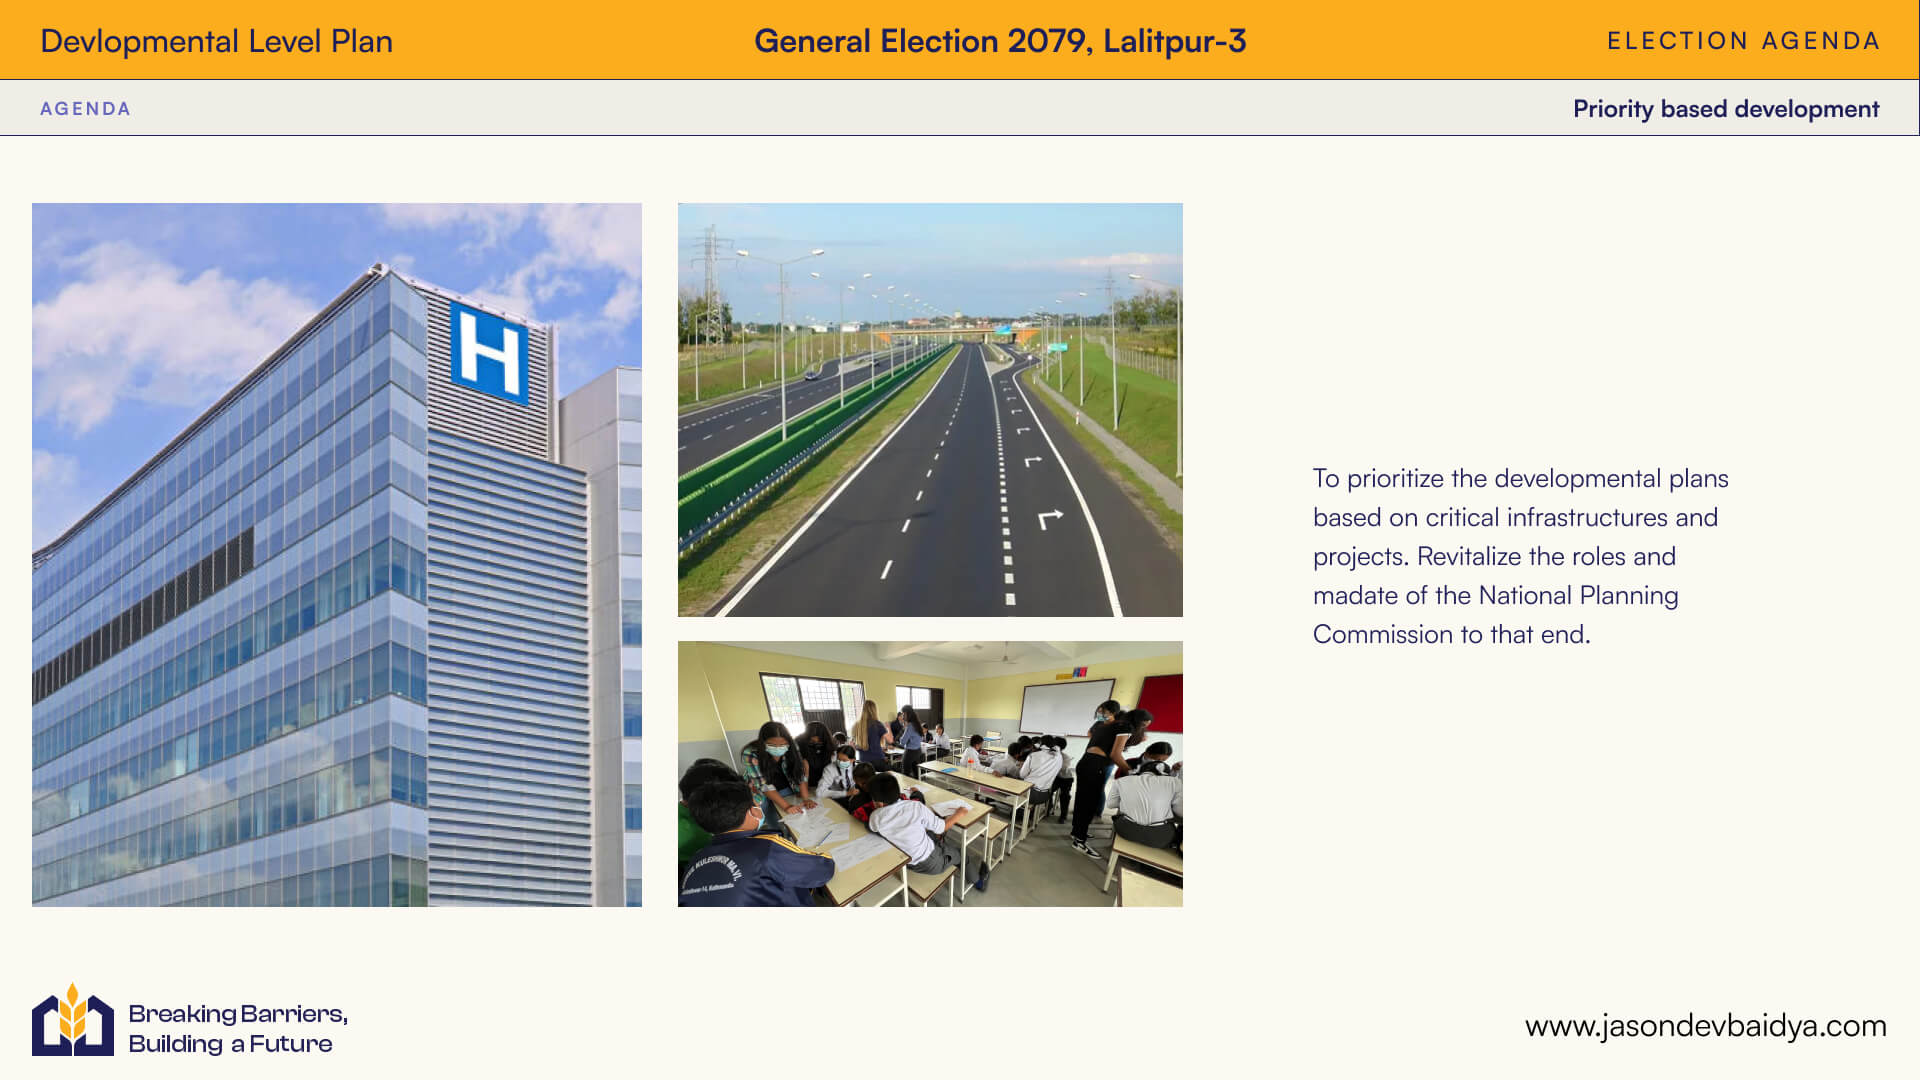 Devlopmental Level Plan
General Election 2079, Lalitpur-3
ELECTION AGENDA
AGENDA
Priority based development
H
To prioritize the developmental plans
based on critical infrastructures and
projects. Revitalize the roles and
madate of the National Planning
Commission to that end.
Breaking Barriers,
Building a Future
www.jasondevbaidya.com